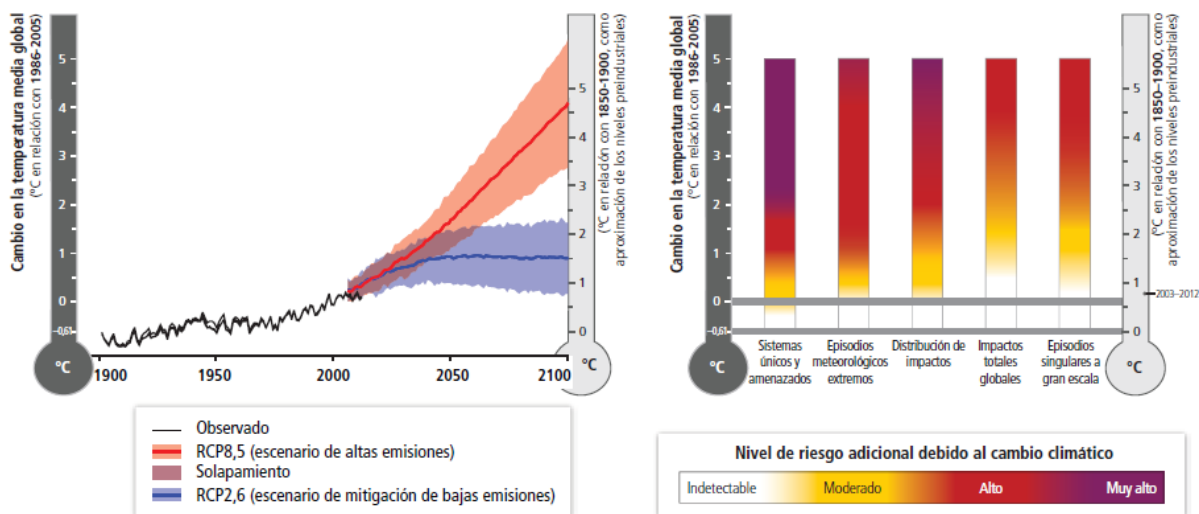 Cambio en la temperatura media global
(°C en relación con 1986-2005)
5
4
3
2
1
0
–0,61
°C
1900
1950
2000
2050
2100
5
4
3
2
1
0
°C
(°C en relación con 1850-1900, como
aproximación de los niveles preindustriales)
Observado
RCP8,5 (escenario de altas emisiones)
Solapamiento
RCP2,6 (escenario de mitigación de bajas emisiones)
Cambio en la temperatura media global
(°C en relación con 1986-2005)
5
4
3
2
1
0
–0,61
°C
Sistemas
únicos y
amenazados
Episodios
meteorológicos
extremos
Distribución de
impactos
Impactos
totales
globales
Episodios
singulares a
gran escala
5
4
3
2
1
0
2003–2012
°C
(°C en relación con 1850–1900, como
aproximación de los niveles preindustriales)
Nivel de riesgo adicional debido al cambio climático
Indetectable Moderado Alto Muy alto